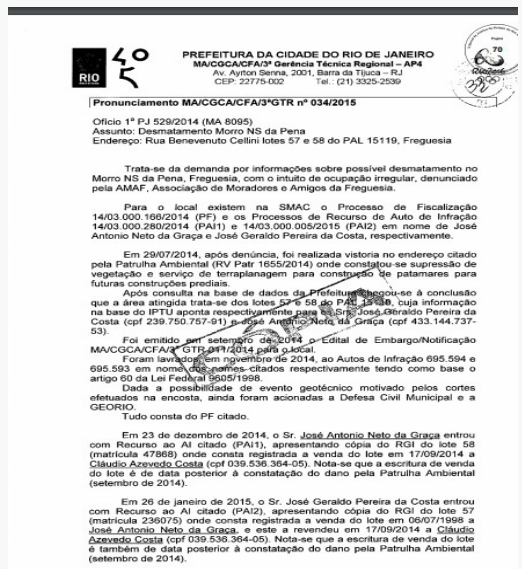 Página
70
RIO
PREFEITURA DA CIDADE DO RIO DE JANEIRO
MA/CGCA/CFA/3ª Gerência Técnica Regional – AP4
Av. Ayrton Senna, 2001, Barra da Tijuca – RJ
CEP: 22775-002 Tel.: (21) 3325-2539
Pronunciamento MA/CGCA/CFA/3ªGTR nº 034/2015
Ofício 1ª PJ 529/2014 (MA 8095)
Assunto: Desmatamento Morro NS da Pena
Endereço: Rua Benevenuto Cellini lotes 57 e 58 do PAL 15119, Freguesia
Trata-se da demanda por informações sobre possível desmatamento no
Morro NS da Pena, Freguesia, com o intuito de ocupação irregular, denunciado
pela AMAF, Associação de Moradores e Amigos da Freguesia.
Para o local existem na SMAC o Processo de Fiscalização
14/03.000.166/2014 (PF) e os Processos de Recurso de Auto de Infração
14/03.000.280/2014 (PAI1) e 14/03.000.005/2015 (PAI2) em nome de José
Antonio Neto da Graça e José Geraldo Pereira da Costa, respectivamente.
Em 29/07/2014, após denúncia, foi realizada vistoria no endereço citado
pela Patrulha Ambiental (RV Patr 1655/2014) onde constatou-se supressão de
vegetação e serviço de terraplanagem para construção de patamares para
futuras construções prediais.
Após consulta na base de dados da Prefeitura chegou-se à conclusão
que a área atingida trata-se dos lotes 57 e 58 do PAL 15119, cuja informação
na base do IPTU aponta respectivamente para o Srs. José Geraldo Pereira da
Costa (cpf 239.750.757-91) e José Antonio Neto da Graça (cpf 433.144.737-
53).
Foi emitido em setembro de 2014 o Edital de Embargo/Notificação
MA/CGCA/CFA/3ª GTR 011/2014 para o local.
Foram lavrados, em novembro de 2014, ao Autos de Infração 695.594 e
695.593 em nome dos nomes citados respectivamente tendo como base o
artigo 60 da Lei Federal 9605/1998.
Dada a possibilidade de evento geotécnico motivado pelos cortes
efetuados na encosta, ainda foram acionadas a Defesa Civil Municipal e a
GEORIO.
Tudo consta do PF citado.
CÓPIA
Em 23 de dezembro de 2014, o Sr. José Antonio Neto da Graça entrou
com Recurso ao AI citado (PAI1), apresentando cópia do RGI do lote 58
(matrícula 47868) onde consta registrada a venda do lote em 17/09/2014 a
Cláudio Azevedo Costa (cpf 039.536.364-05). Nota-se que a escritura de venda
do lote é de data posterior à constatação do dano pela Patrulha Ambiental
(setembro de 2014).
Em 26 de janeiro de 2015, o Sr. José Geraldo Pereira da Costa entrou
com Recurso ao AI citado (PAI2), apresentando cópia do RGI do lote 57
(matrícula 236075) onde consta registrada a venda do lote em 06/07/1998 a
José Antonio Neto da Graça, e este a revendeu em 17/09/2014 a Cláudio
Azevedo Costa (cpf 039.536.364-05). Nota-se que a escritura de venda do lote
é também de data posterior à constatação do dano pela Patrulha Ambiental
(setembro de 2014).